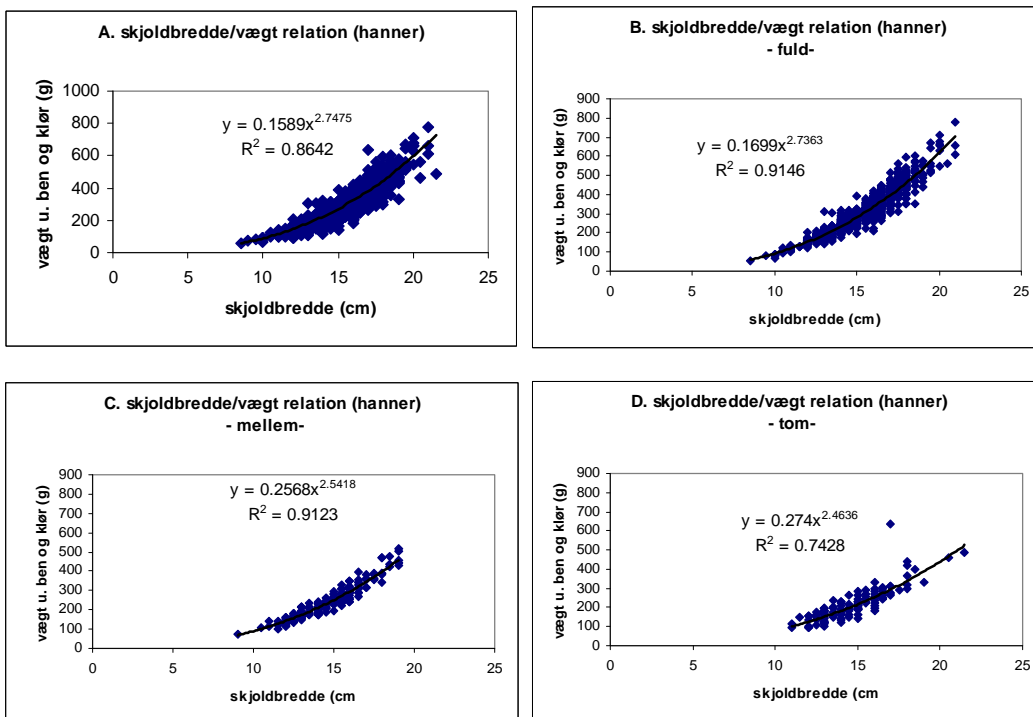 A. skjoldbredde/vægt relation (hanner)
vægt u. ben og klør (g)
1000
800
600
400
200
0
y = 0.1589x^2.7475
R² = 0.8642
0 5 10 15 20 25
skjoldbredde (cm)
B. skjoldbredde/vægt relation (hanner)
- fuld-
vægt u. ben og klør (g)
900
800
700
600
500
400
300
200
100
0
y = 0.1699x^2.7363
R² = 0.9146
0 5 10 15 20 25
skjoldbredde (cm)
C. skjoldbredde/vægt relation (hanner)
- mellem-
vægt u. ben og klør (g)
900
800
700
600
500
400
300
200
100
0
y = 0.2568x^2.5418
R² = 0.9123
0 5 10 15 20 25
skjoldbredde (cm
D. skjoldbredde/vægt relation (hanner)
- tom-
vægt u. ben og klør (g)
900
800
700
600
500
400
300
200
100
0
y = 0.274x^2.4636
R² = 0.7428
0 5 10 15 20 25
skjoldbredde (cm